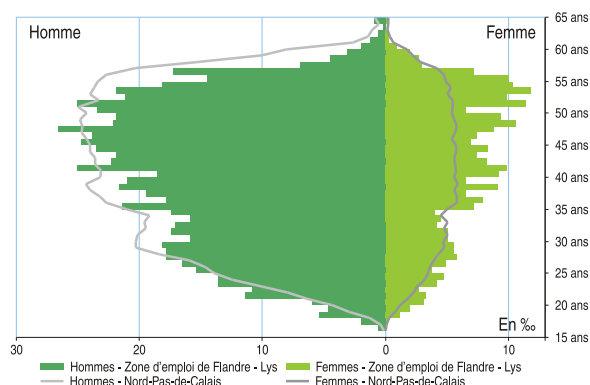 Homme
Femme
65 ans
60 ans
55 ans
50 ans
45 ans
40 ans
35 ans
30 ans
25 ans
20 ans
15 ans
En ‰
30 20 10 0 10
Hommes - Zone d'emploi de Flandre - Lys
Femmes - Zone d'emploi de Flandre - Lys
Hommes - Nord-Pas-de-Calais
Femmes - Nord-Pas-de-Calais